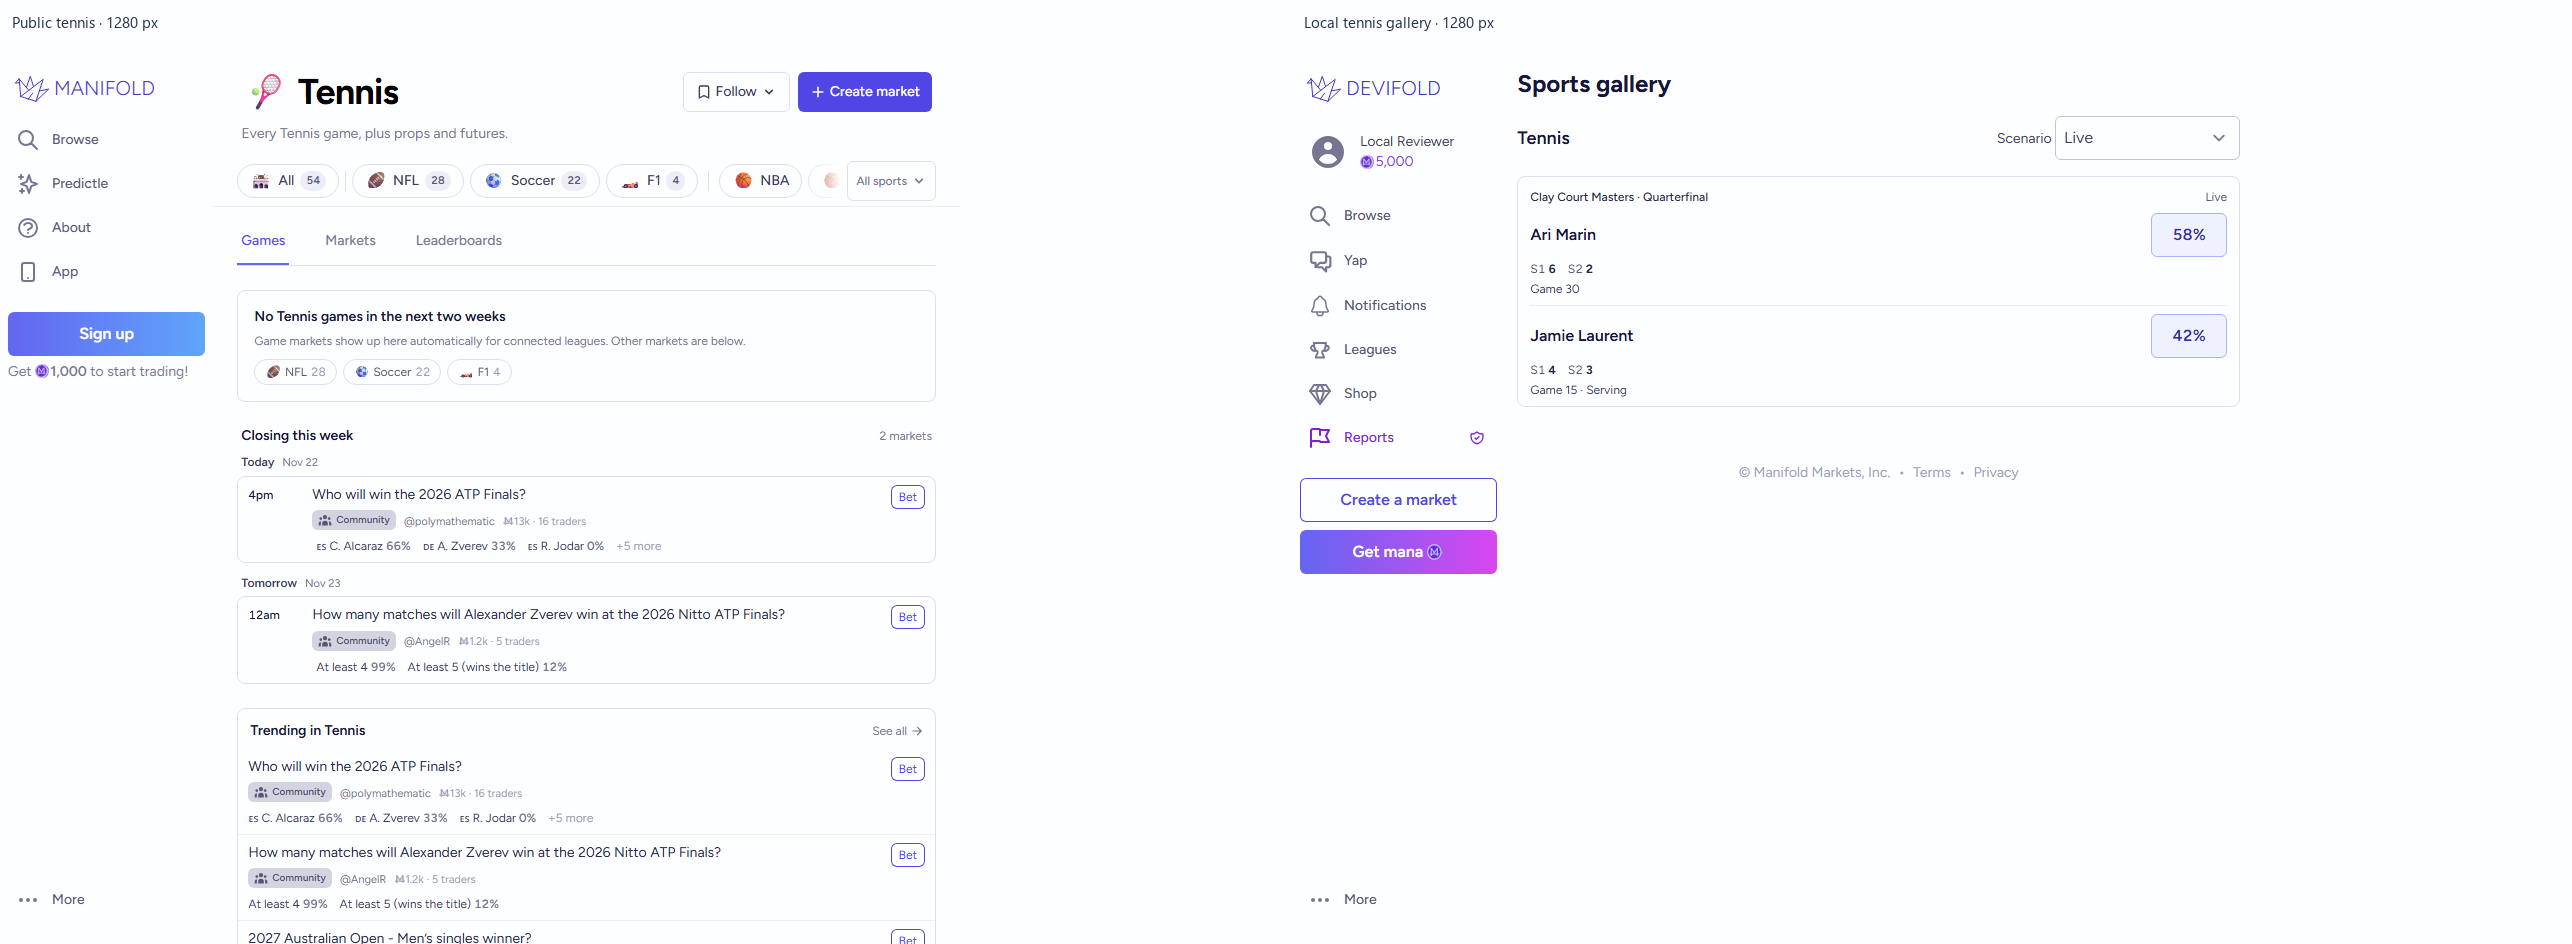 Public tennis · 1280 px
MANIFOLD
Browse
Predictle
About
App
Sign up
Get 1,000 to start trading!
More
Tennis
Follow
Create market
Every Tennis game, plus props and futures.
All 54
NFL 28
Soccer 22
F1 4
NBA
All sports
Games
Markets
Leaderboards
No Tennis games in the next two weeks
Game markets show up here automatically for connected leagues. Other markets are below.
NFL 28
Soccer 22
F1 4
Closing this week
2 markets
Today Nov 22
4pm
Who will win the 2026 ATP Finals?
Bet
Community @polymathematic M13k · 16 traders
ES C. Alcaraz 66% DE A. Zverev 33% ES R. Jodar 0% +5 more
Tomorrow Nov 23
12am
How many matches will Alexander Zverev win at the 2026 Nitto ATP Finals?
Bet
Community @AngelR M1.2k · 5 traders
At least 4 99% At least 5 (wins the title) 12%
Trending in Tennis
See all →
Who will win the 2026 ATP Finals?
Bet
Community @polymathematic M13k · 16 traders
ES C. Alcaraz 66% DE A. Zverev 33% ES R. Jodar 0% +5 more
How many matches will Alexander Zverev win at the 2026 Nitto ATP Finals?
Bet
Community @AngelR M1.2k · 5 traders
At least 4 99% At least 5 (wins the title) 12%
2027 Australian Open - Men's singles winner?
Bet
Local tennis gallery · 1280 px
DEVIFOLD
Local Reviewer
5,000
Browse
Yap
Notifications
Leagues
Shop
Reports
Create a market
Get mana
More
Sports gallery
Tennis
Scenario Live
Clay Court Masters · Quarterfinal
Live
Ari Marin
58%
S1 6 S2 2
Game 30
Jamie Laurent
42%
S1 4 S2 3
Game 15 · Serving
© Manifold Markets, Inc. • Terms • Privacy